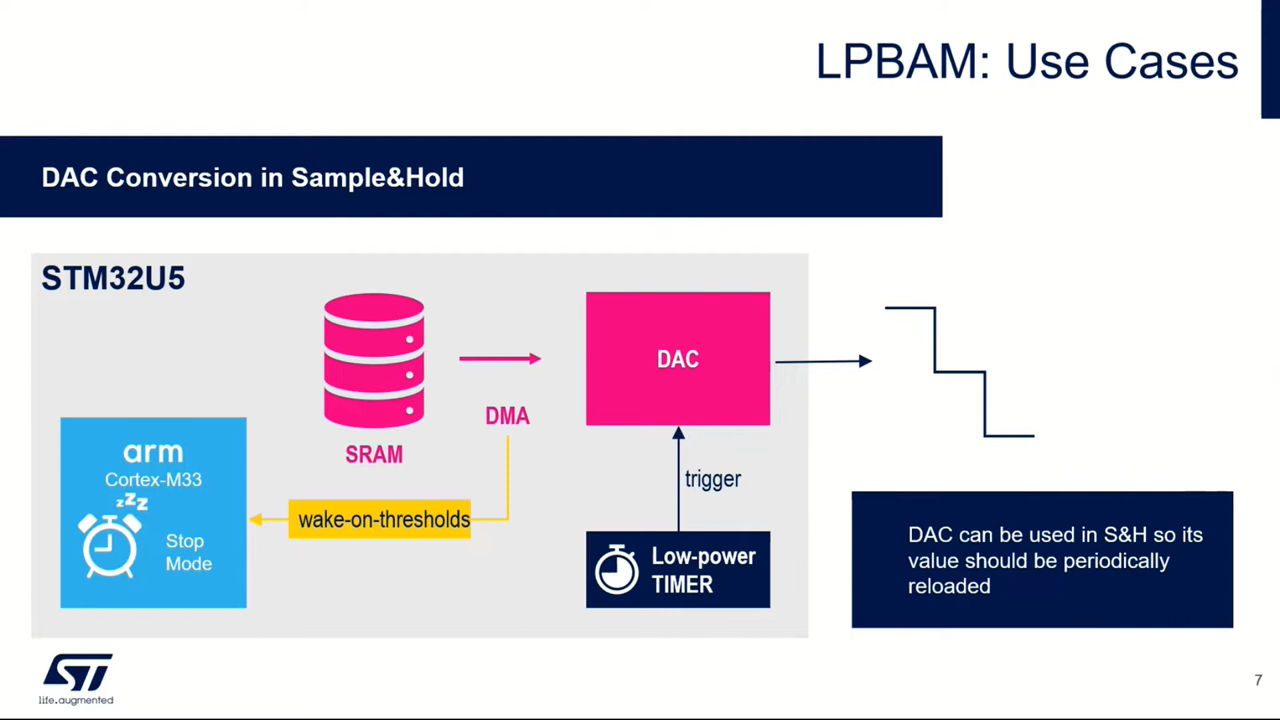 LPBAM: Use Cases
DAC Conversion in Sample&Hold
STM32U5
SRAM
DMA
DAC
arm
Cortex-M33
zzZ
Stop
Mode
wake-on-thresholds
trigger
Low-power
TIMER
DAC can be used in S&H so its
value should be periodically
reloaded
ST
life.augmented
7